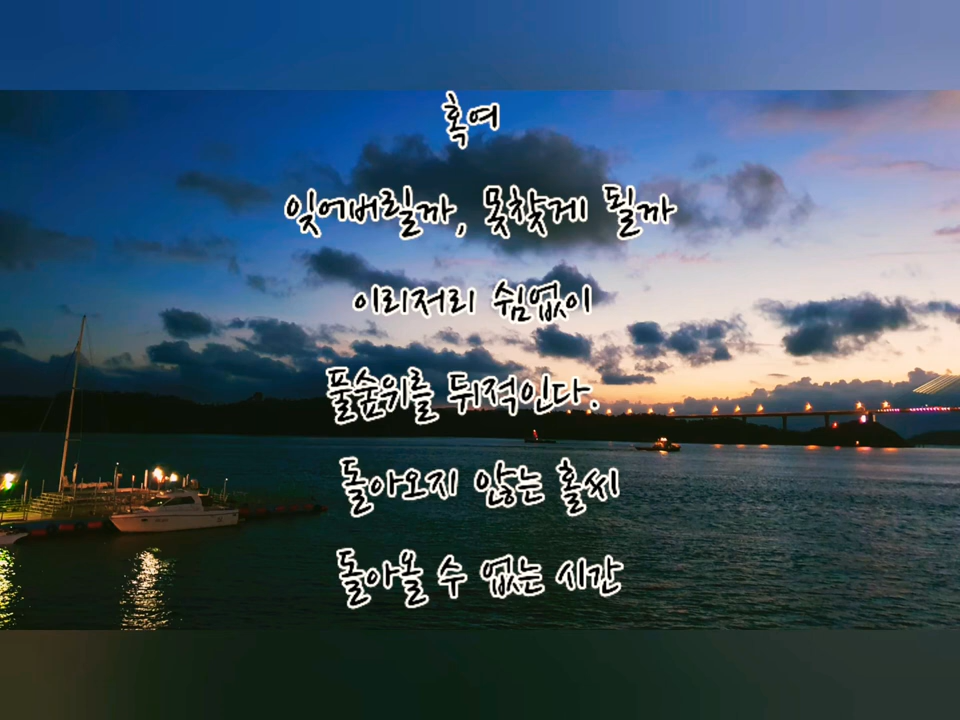 혹여
잊어버릴까, 못찾게 될까
이리저리 쉼없이
풀숲위를 뒤적인다.
돌아오지 않는 홀씨
돌아올 수 없는 시간